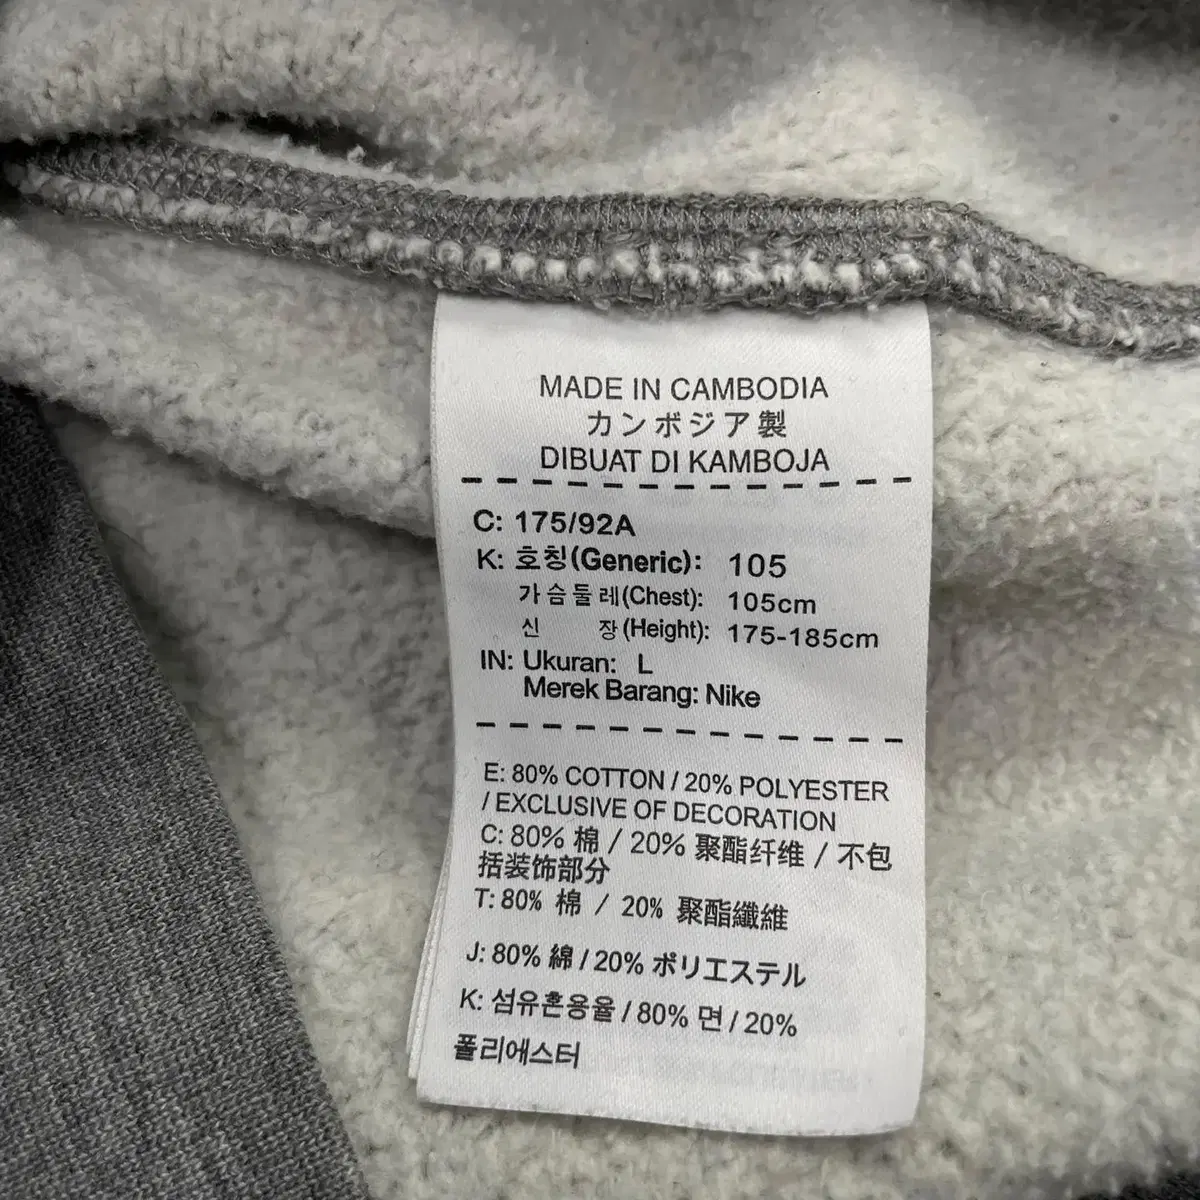 MADE IN CAMBODIA
カンボジア製
DIBUAT DI KAMBOJA
C: 175/92A
K: 호칭(Generic): 105
가슴둘레(Chest): 105cm
신 장(Height): 175-185cm
IN: Ukuran: L
Merek Barang: Nike
E: 80% COTTON / 20% POLYESTER
/ EXCLUSIVE OF DECORATION
C: 80% 棉 / 20% 聚酯纤维 / 不包
括装饰部分
T: 80% 棉 / 20% 聚酯纖維
J: 80% 綿 / 20% ポリエステル
K: 섬유혼용율 / 80% 면 / 20%
폴리에스터